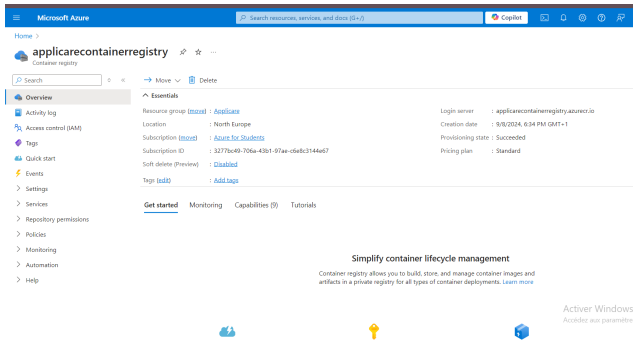 Microsoft Azure
Search resources, services, and docs (G+/)
Copilot
Home >
applicarecontainerregistry
Container registry
Search
Move
Delete
Overview
Activity log
Access control (IAM)
Tags
Quick start
Events
Settings
Services
Repository permissions
Policies
Monitoring
Automation
Help
Essentials
Resource group (move) : Applicare
Location : North Europe
Subscription (move) : Azure for Students
Subscription ID : 3277bc49-706a-43b1-97ae-c6e8c3144e67
Soft delete (Preview) : Disabled
Tags (edit) : Add tags
Login server : applicarecontainerregistry.azurecr.io
Creation date : 9/8/2024, 6:34 PM GMT+1
Provisioning state : Succeeded
Pricing plan : Standard
Get started Monitoring Capabilities (9) Tutorials
Simplify container lifecycle management
Container registry allows you to build, store, and manage container images and
artifacts in a private registry for all types of container deployments. Learn more
Activer Windows
Accédez aux paramètre